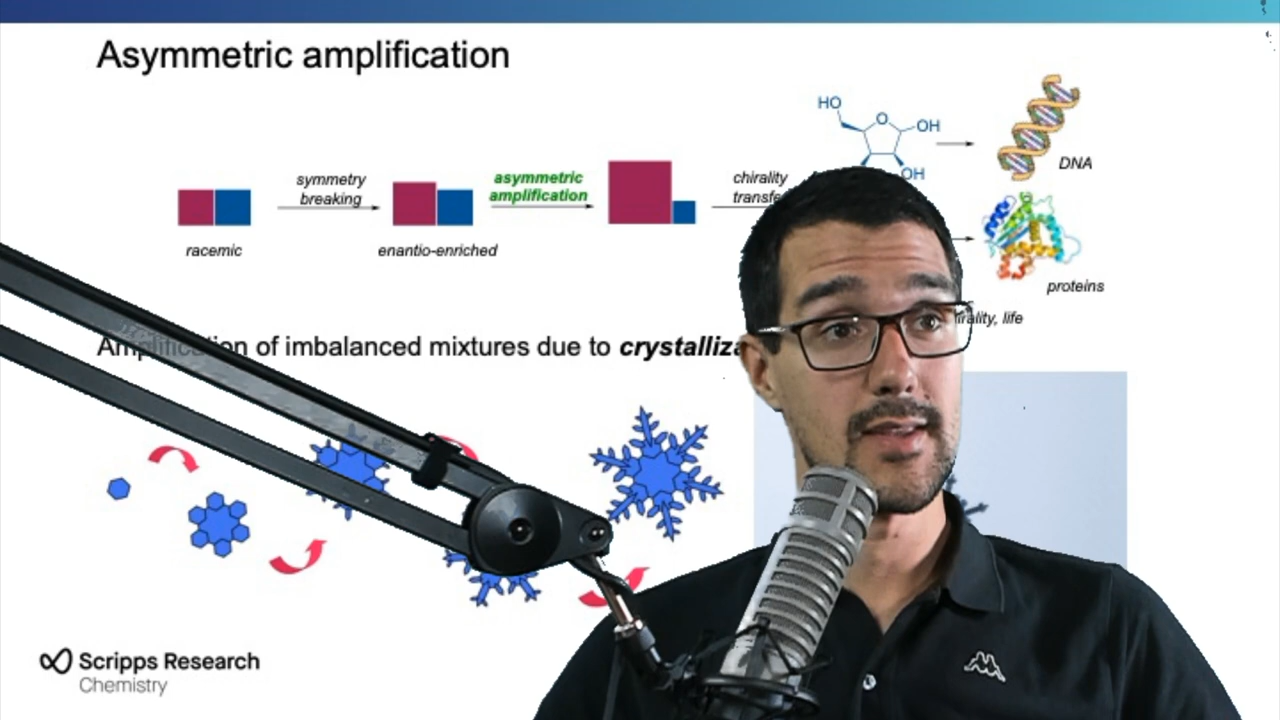 Asymmetric amplification
HO
O
OH
OH
DNA
symmetry
breaking
asymmetric
amplification
chirality
racemic
enantio-enriched
proteins
life
Amplification of imbalanced mixtures due to
Scripps Research
Chemistry